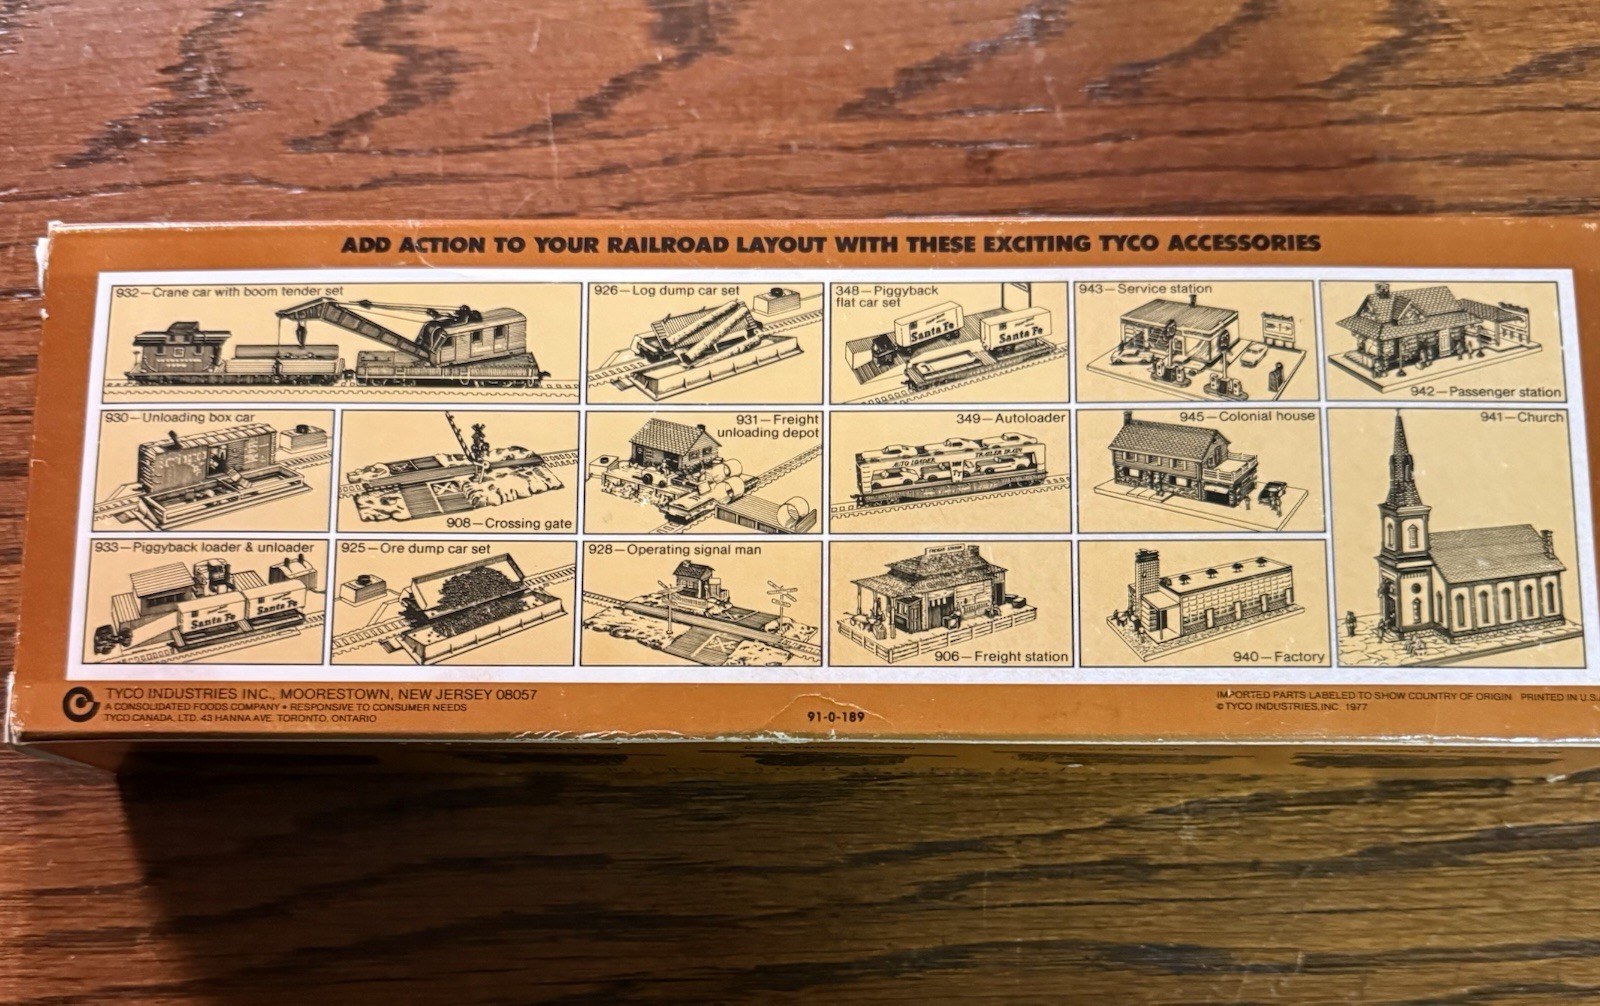 ADD ACTION TO YOUR RAILROAD LAYOUT WITH THESE EXCITING TYCO ACCESSORIES
932—Crane car with boom tender set
926—Log dump car set
348—Piggyback
flat car set
Santa Fe
Santa Fe
943—Service station
942—Passenger station
930—Unloading box car
908—Crossing gate
931—Freight
unloading depot
349—Autoloader
AUTO LOADER
TRAILER TRAIN
945—Colonial house
941—Church
933—Piggyback loader & unloader
Santa Fe
Santa Fe
925—Ore dump car set
928—Operating signal man
906—Freight station
940—Factory
TYCO INDUSTRIES INC., MOORESTOWN, NEW JERSEY 08057
A CONSOLIDATED FOODS COMPANY • RESPONSIVE TO CONSUMER NEEDS
TYCO CANADA, LTD. 43 HANNA AVE. TORONTO, ONTARIO
91-0-189
IMPORTED PARTS LABELED TO SHOW COUNTRY OF ORIGIN PRINTED IN U.S.
© TYCO INDUSTRIES, INC 1977